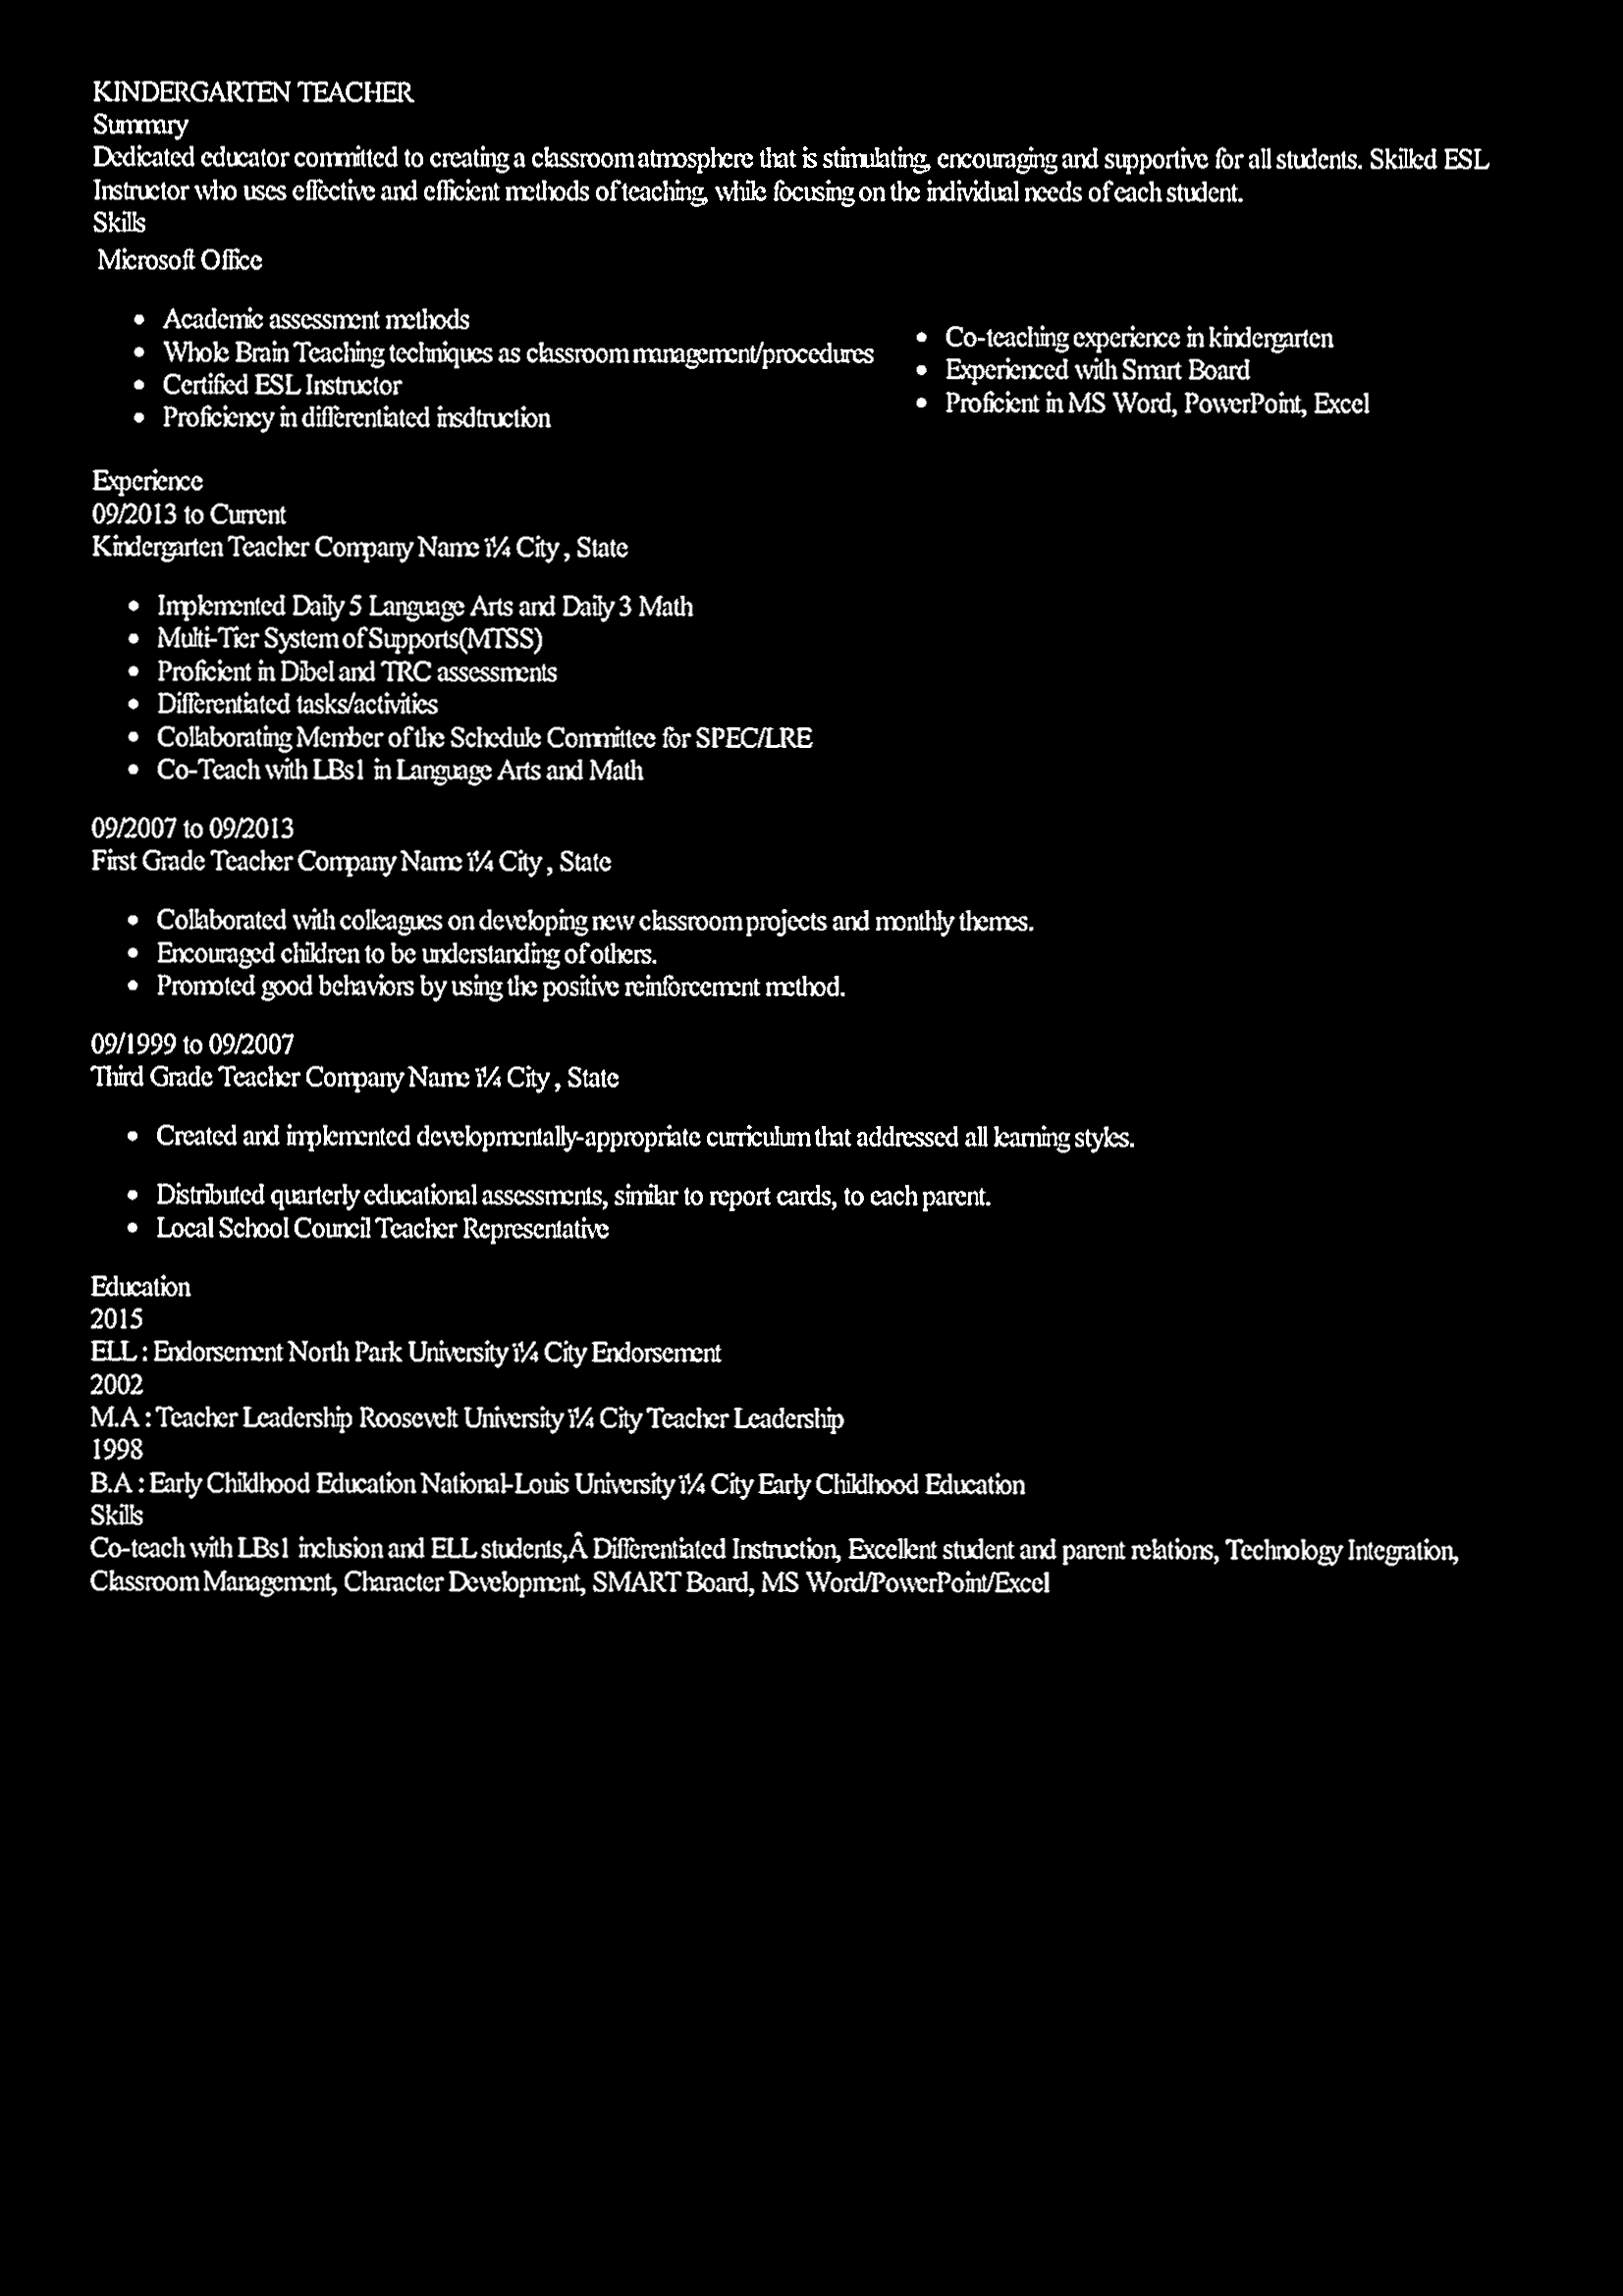 KINDERGARTEN TEACHER
Summary
Dedicated educator committed to creating a classroom atmosphere that is stimulating, encouraging and supportive for all students. Skilled ESL
Instructor who uses effective and efficient methods of teaching, while focusing on the individual needs of each student.
Skills
Microsoft Office
• Academic assessment methods
• Whole Brain Teaching techniques as classroom management/procedures
• Certified ESL Instructor
• Proficiency in differentiated insdtruction
• Co-teaching experience in kindergarten
• Experienced with Smart Board
• Proficient in MS Word, PowerPoint, Excel
Experience
09/2013 to Current
Kindergarten Teacher Company Name ï¼ City , State
• Implemented Daily 5 Language Arts and Daily 3 Math
• Multi-Tier System of Supports(MTSS)
• Proficient in Dibel and TRC assessments
• Differentiated tasks/activities
• Collaborating Member of the Schedule Committee for SPEC/LRE
• Co-Teach with LBs1 in Language Arts and Math
09/2007 to 09/2013
First Grade Teacher Company Name ï¼ City , State
• Collaborated with colleagues on developing new classroom projects and monthly themes.
• Encouraged children to be understanding of others.
• Promoted good behaviors by using the positive reinforcement method.
09/1999 to 09/2007
Third Grade Teacher Company Name ï¼ City , State
• Created and implemented developmentally-appropriate curriculum that addressed all learning styles.
• Distributed quarterly educational assessments, similar to report cards, to each parent.
• Local School Council Teacher Representative
Education
2015
ELL : Endorsement North Park University ï¼ City Endorsement
2002
M.A : Teacher Leadership Roosevelt University ï¼ City Teacher Leadership
1998
B.A : Early Childhood Education National-Louis University ï¼ City Early Childhood Education
Skills
Co-teach with LBs1 inclusion and ELL students,Â Differentiated Instruction, Excellent student and parent relations, Technology Integration,
Classroom Management, Character Development, SMART Board, MS Word/PowerPoint/Excel